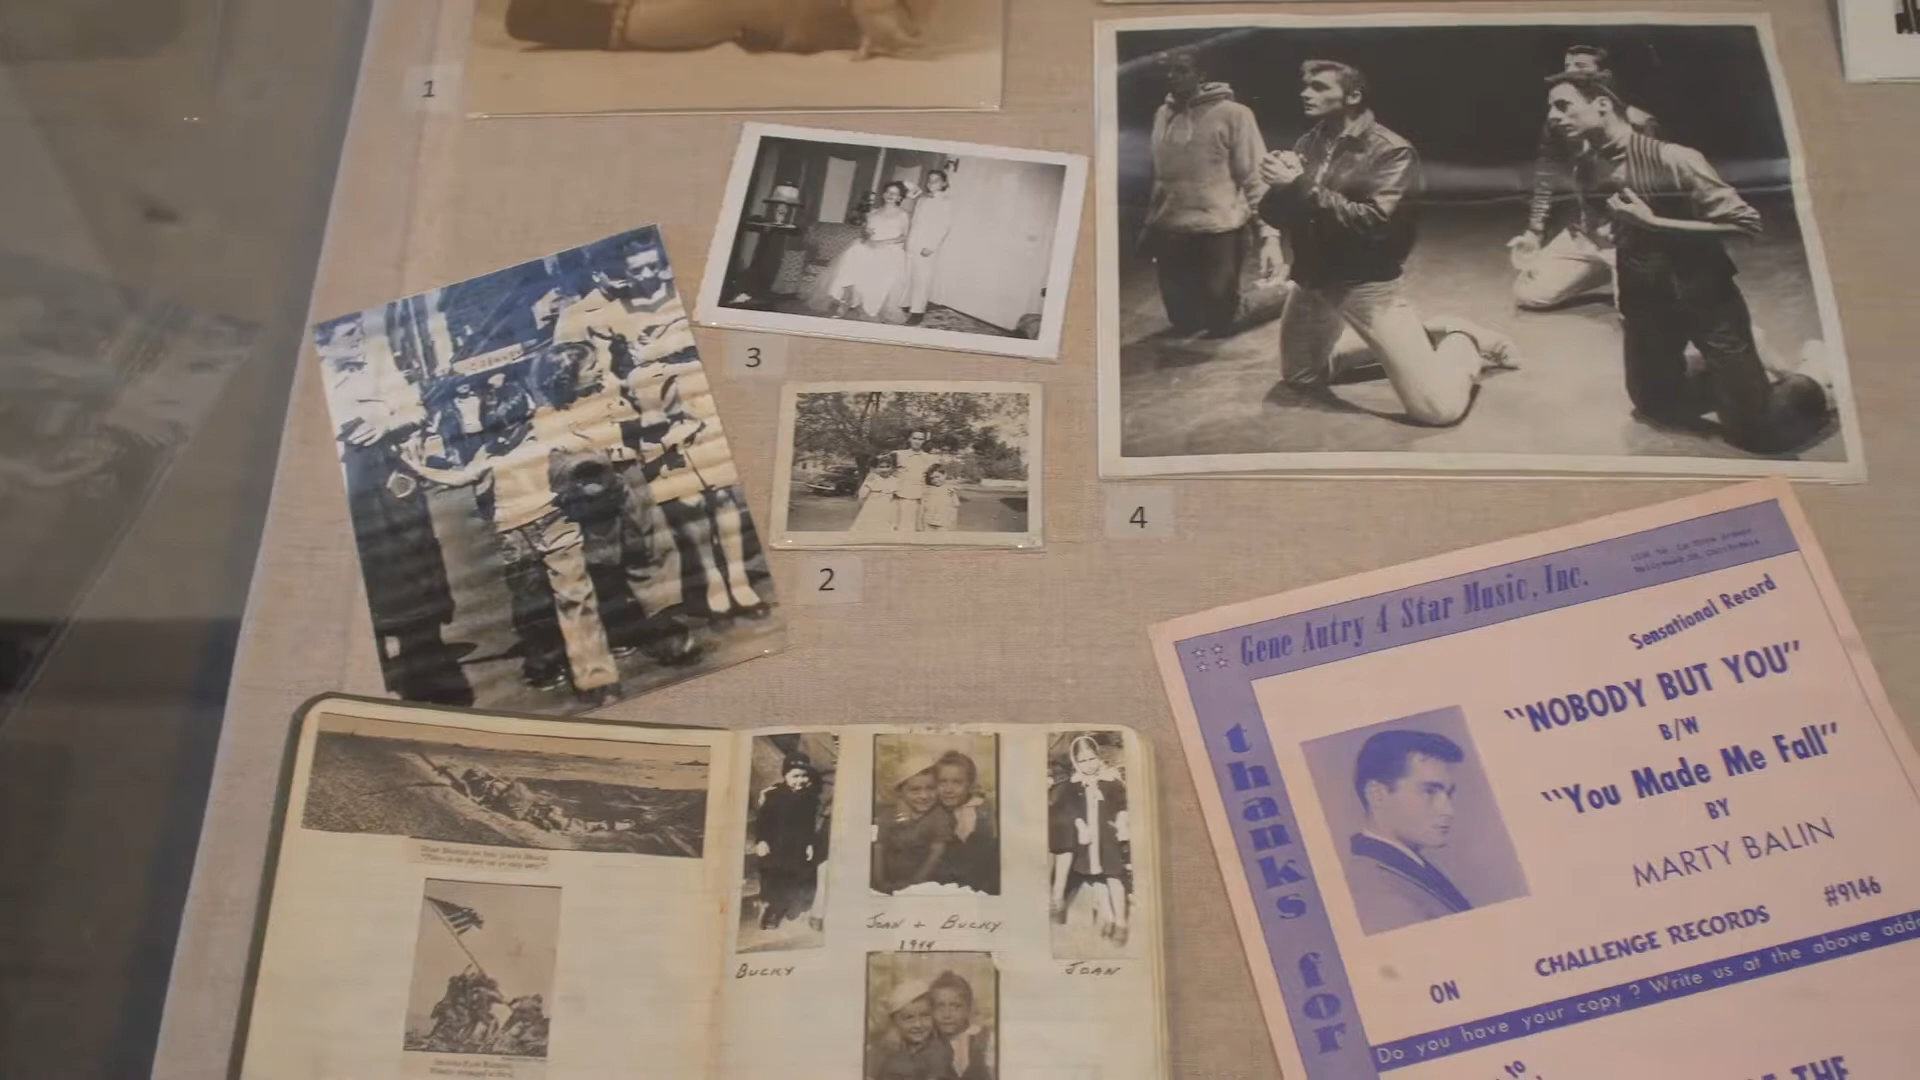 1
3
2
4
Gene Autry 4 Star Music, Inc.
thanks for
Sensational Record
"NOBODY BUT YOU"
B/W
"You Made Me Fall"
BY
MARTY BALIN
ON
CHALLENGE RECORDS
#9146
Do you have your copy? Write us at the above
JOAN + BUCKY
1944
BUCKY
JOAN
to
THE